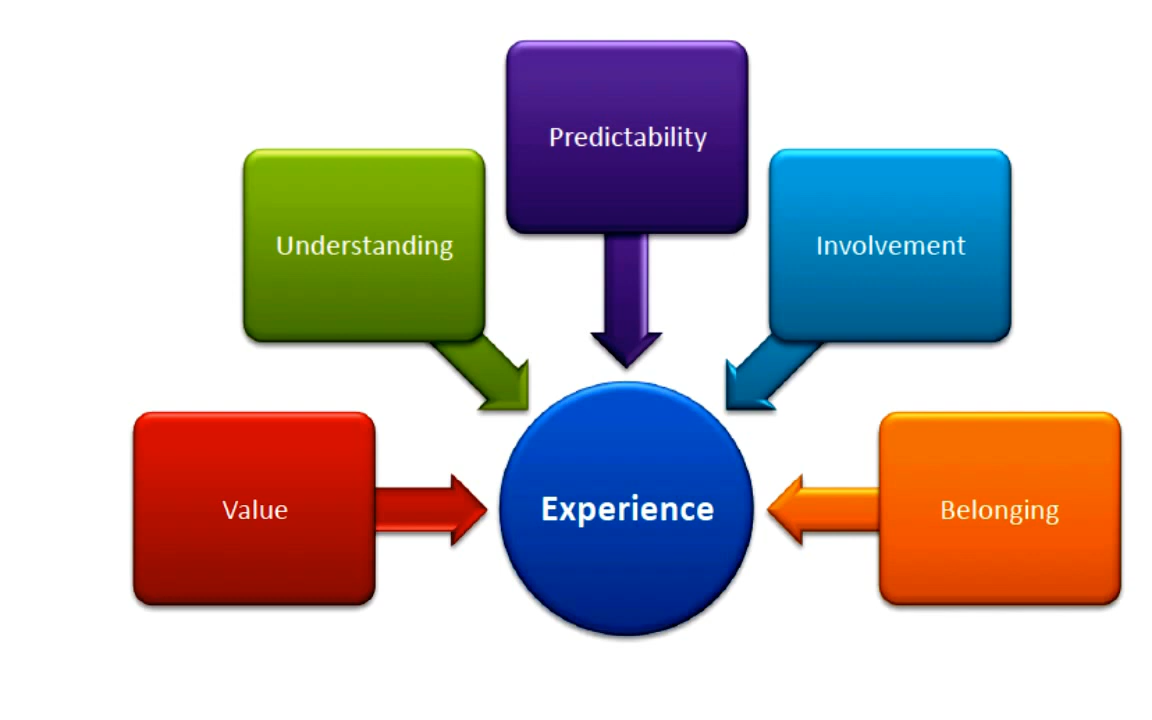 Predictability
Understanding
Involvement
Value
Experience
Belonging